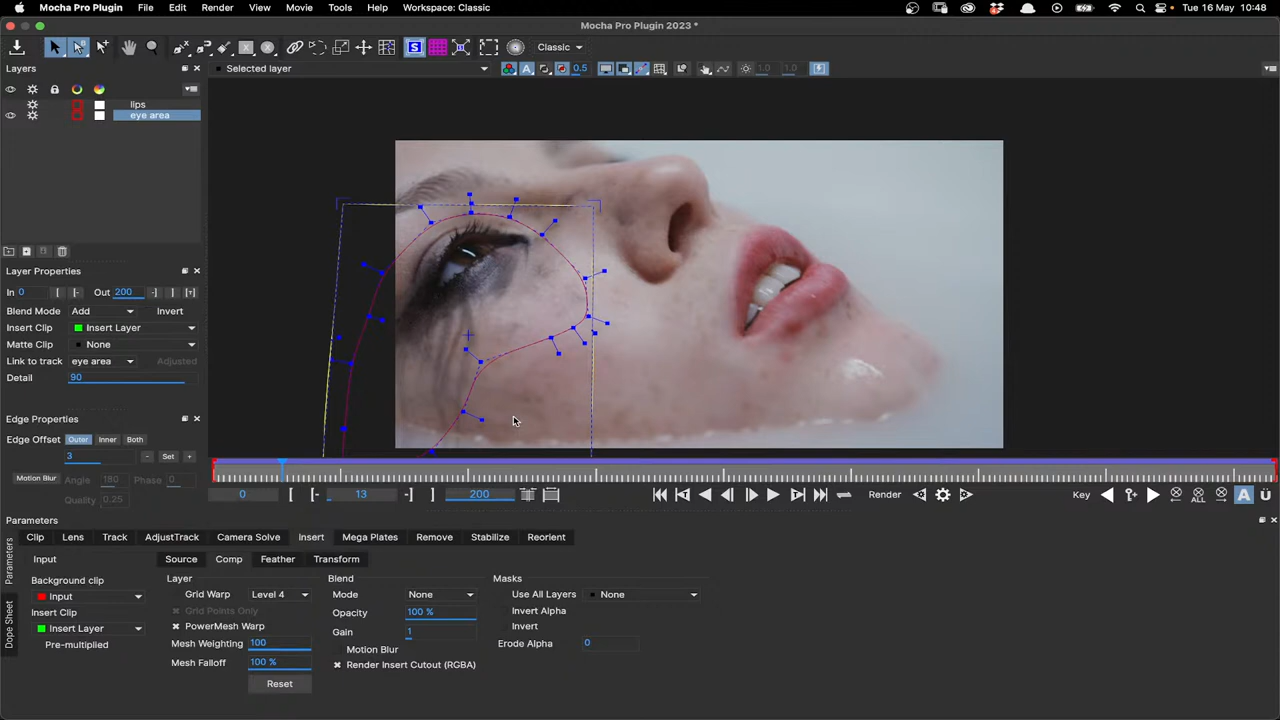 Mocha Pro Plugin File Edit Render View Movie Tools Help Workspace: Classic Tue 16 May 10:48
Mocha Pro Plugin 2023 *
Classic
Layers
Selected layer
0.5
1.0
1.0
lips
eye area
Layer Properties
In 0 Out 200
Blend Mode Add Invert
Insert Clip Insert Layer
Matte Clip None
Link to track eye area Adjusted
Detail 90
Edge Properties
Edge Offset Outer Inner Both
3 - Set +
Motion Blur Angle 180 Phase 0
Quality 0.25
0 13 200 Render Key ALL A
Parameters
Clip Lens Track AdjustTrack Camera Solve Insert Mega Plates Remove Stabilize Reorient
Parameters
Dope Sheet
Input
Source Comp Feather Transform
Background clip
Input
Insert Clip
Insert Layer
Pre-multiplied
Layer
Grid Warp Level 4
Grid Points Only
PowerMesh Warp
Mesh Weighting 100
Mesh Falloff 100 %
Reset
Blend
Mode None
Opacity 100 %
Gain 1
Motion Blur
Render Insert Cutout (RGBA)
Masks
Use All Layers None
Invert Alpha
Invert
Erode Alpha 0